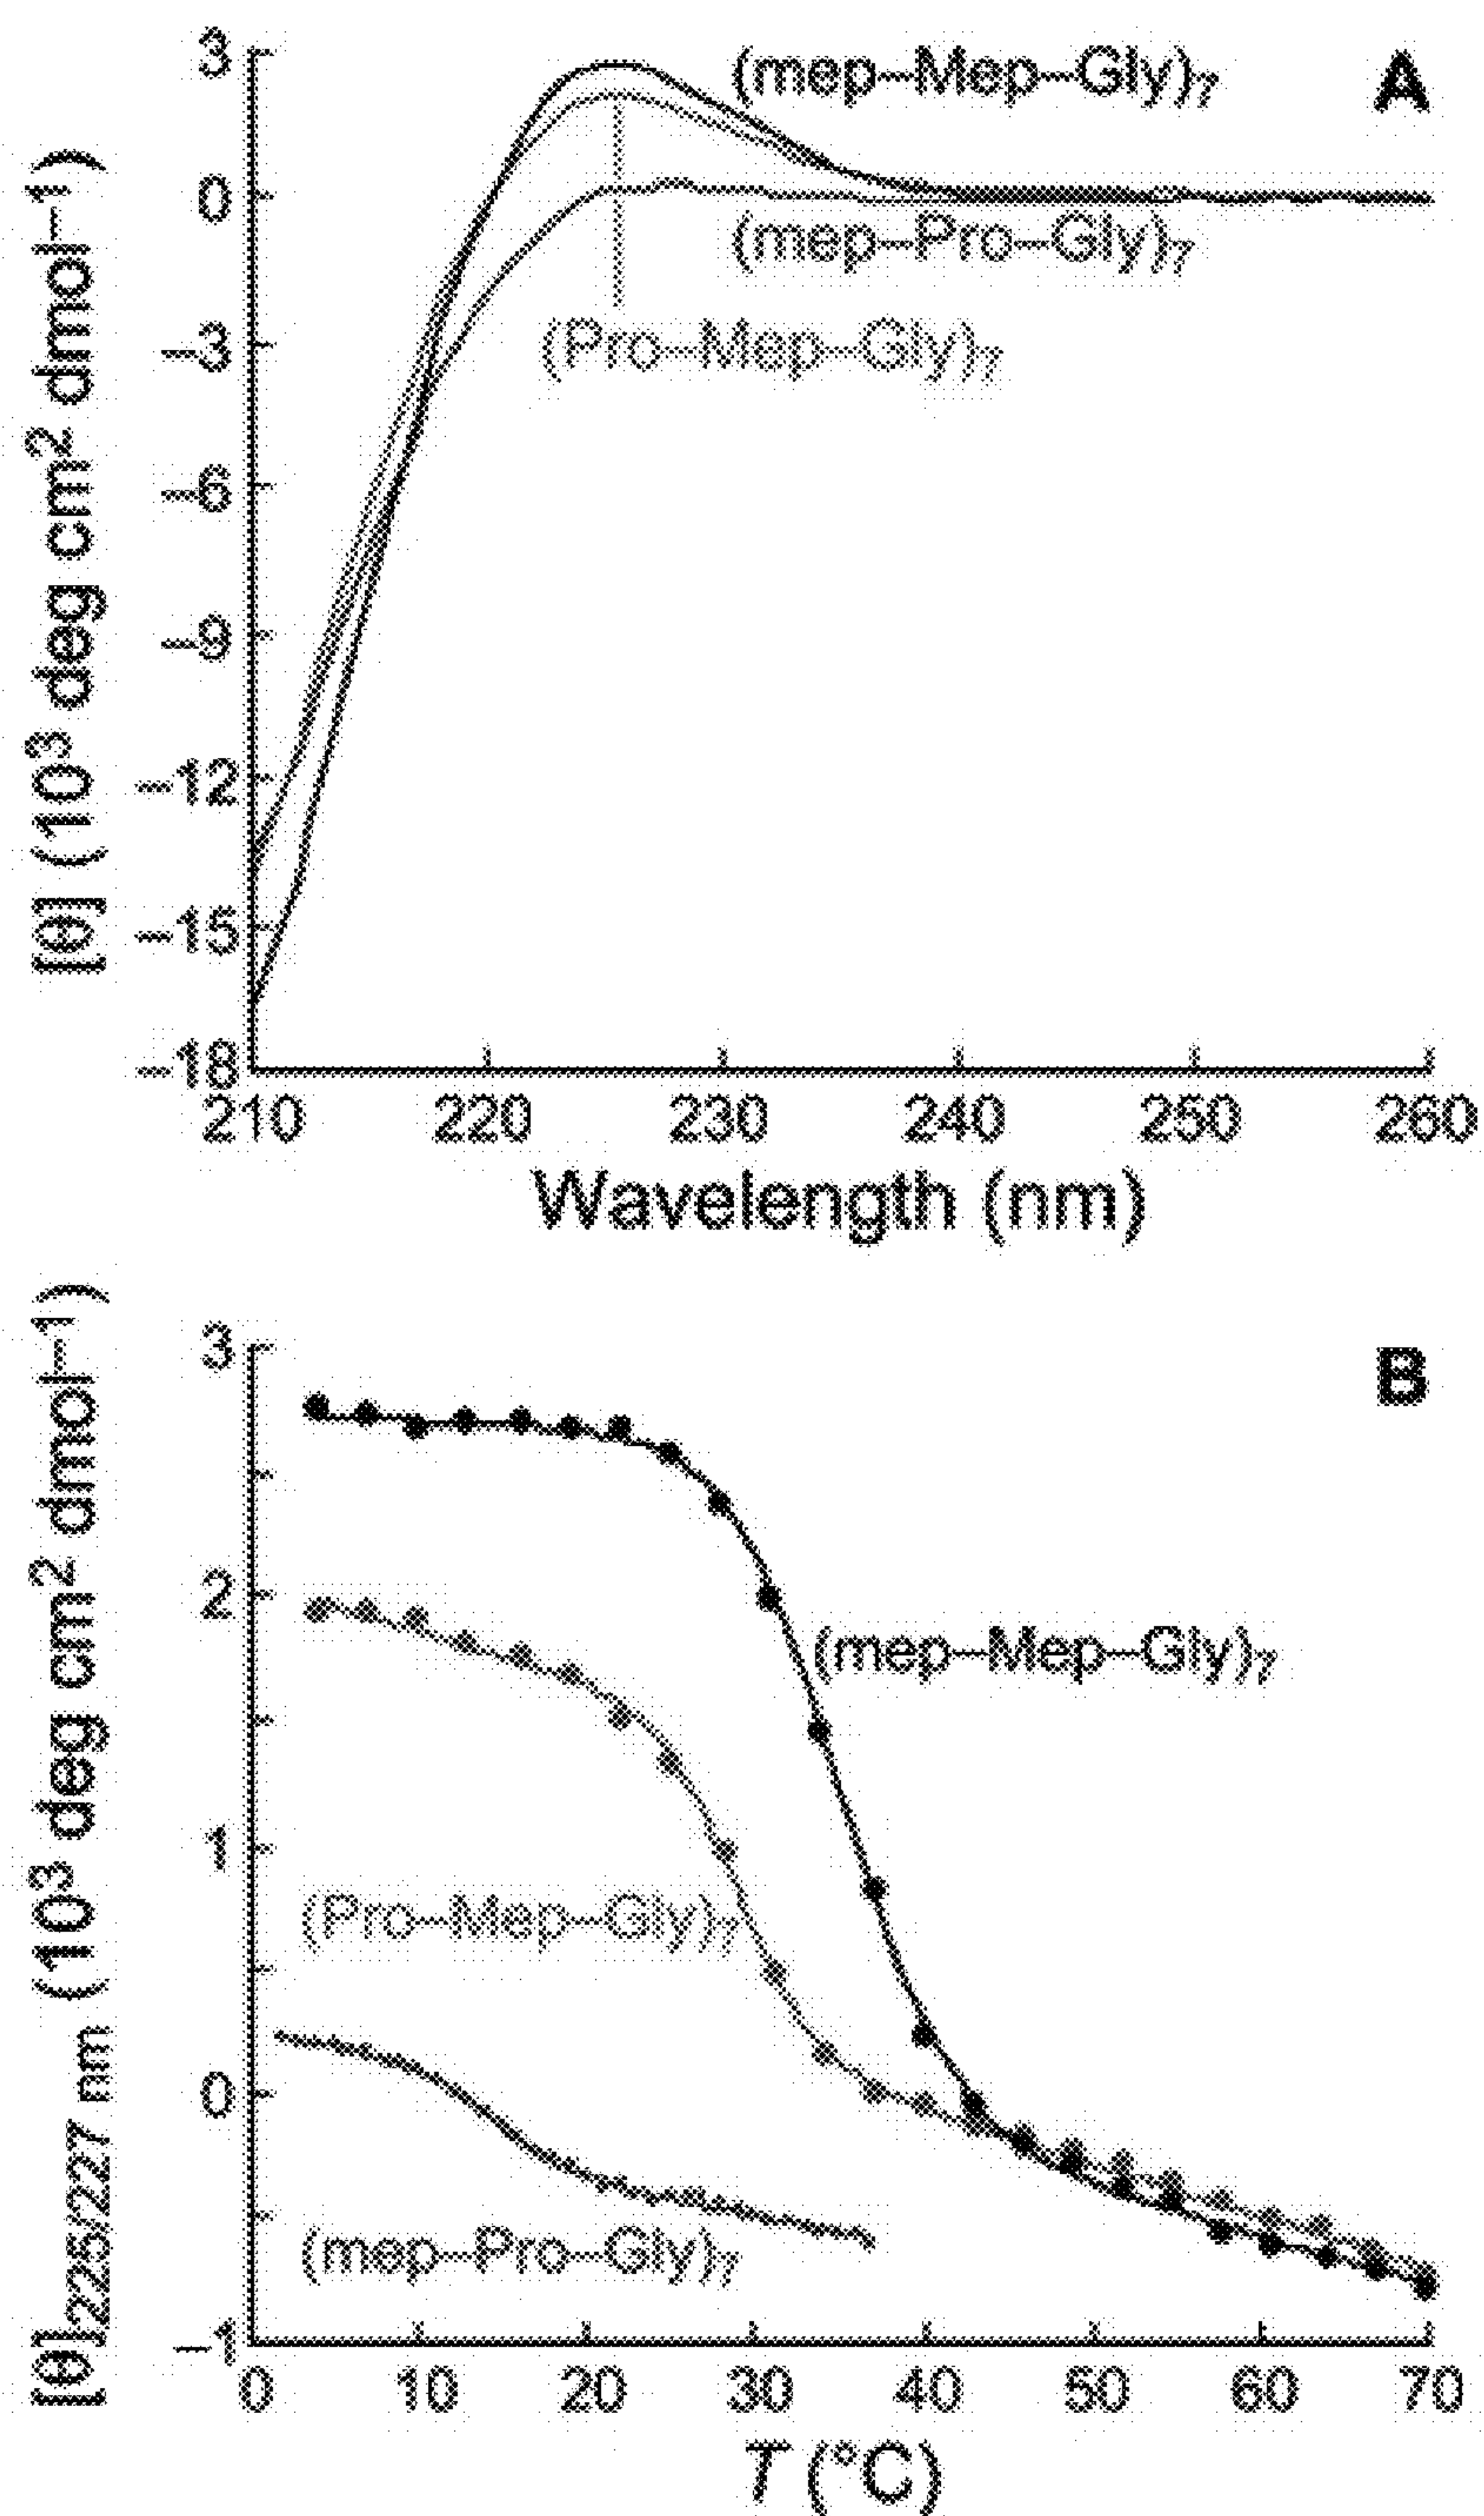 A
[θ] (10³ deg cm² dmol–1)
3
0
–3
–6
–9
–12
–15
–18
(mep–Mep–Gly)₇
(mep–Pro–Gly)₇
(Pro–Mep–Gly)₇
210 220 230 240 250 260
Wavelength (nm)
B
[θ]225/227 nm (10³ deg cm² dmol–1)
3
2
1
0
–1
(mep–Mep–Gly)₇
(Pro–Mep–Gly)₇
(mep–Pro–Gly)₇
0 10 20 30 40 50 60 70
T (°C)